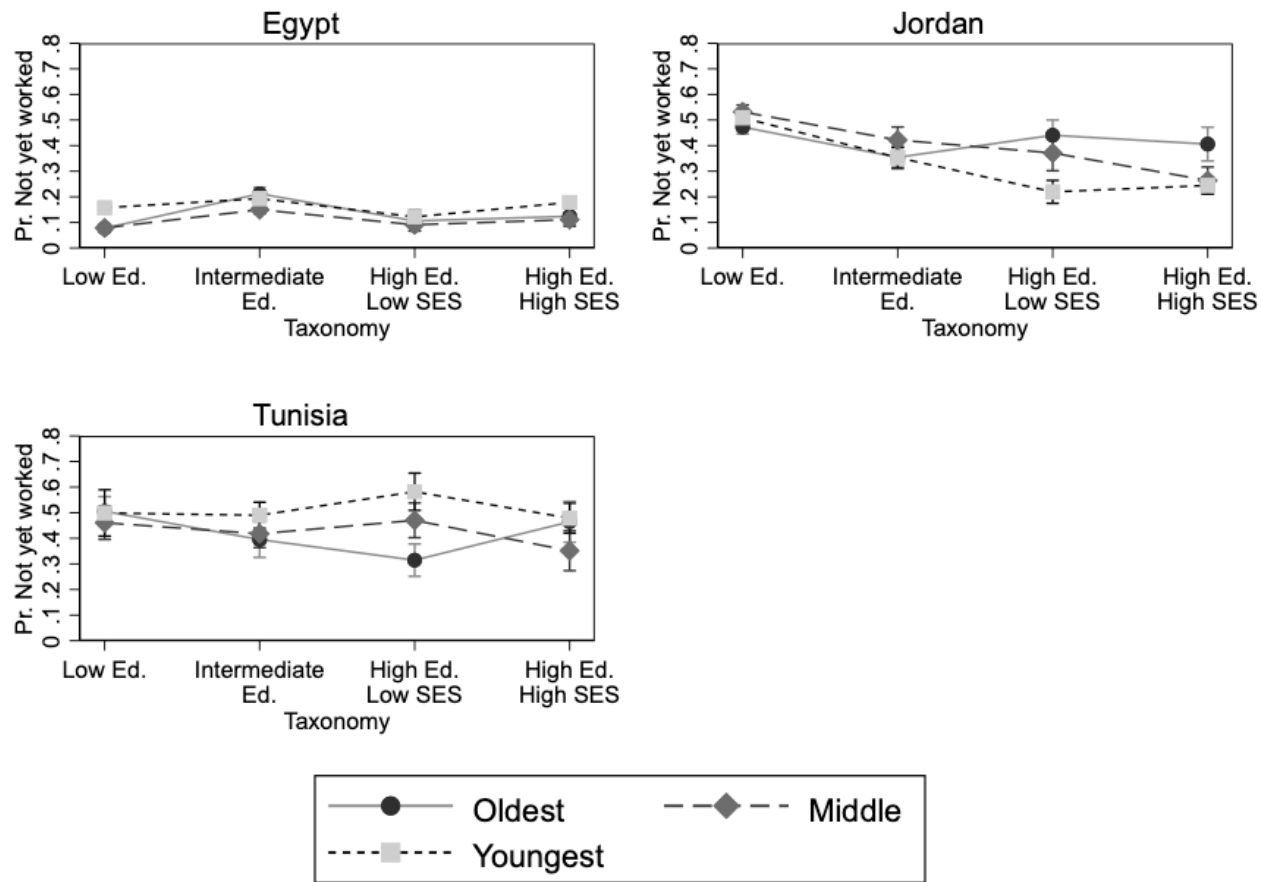 Egypt
Pr. Not yet worked
0 .1 .2 .3 .4 .5 .6 .7 .8
Low Ed.
Intermediate
Ed.
High Ed.
Low SES
High Ed.
High SES
Taxonomy
Jordan
Pr. Not yet worked
0 .1 .2 .3 .4 .5 .6 .7 .8
Low Ed.
Intermediate
Ed.
High Ed.
Low SES
High Ed.
High SES
Taxonomy
Tunisia
Pr. Not yet worked
0 .1 .2 .3 .4 .5 .6 .7 .8
Low Ed.
Intermediate
Ed.
High Ed.
Low SES
High Ed.
High SES
Taxonomy
Oldest
Middle
Youngest